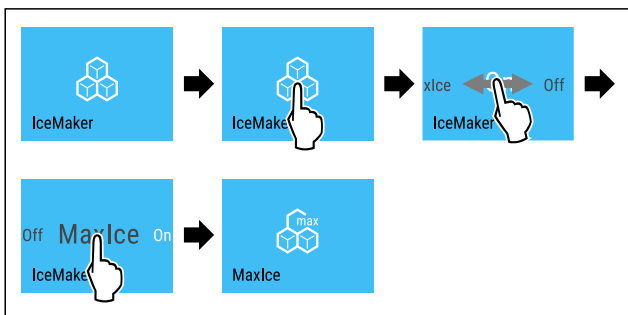 IceMaker
IceMake
xIce Off
IceMaker
Off MaxIce On
IceMake
max
MaxIce